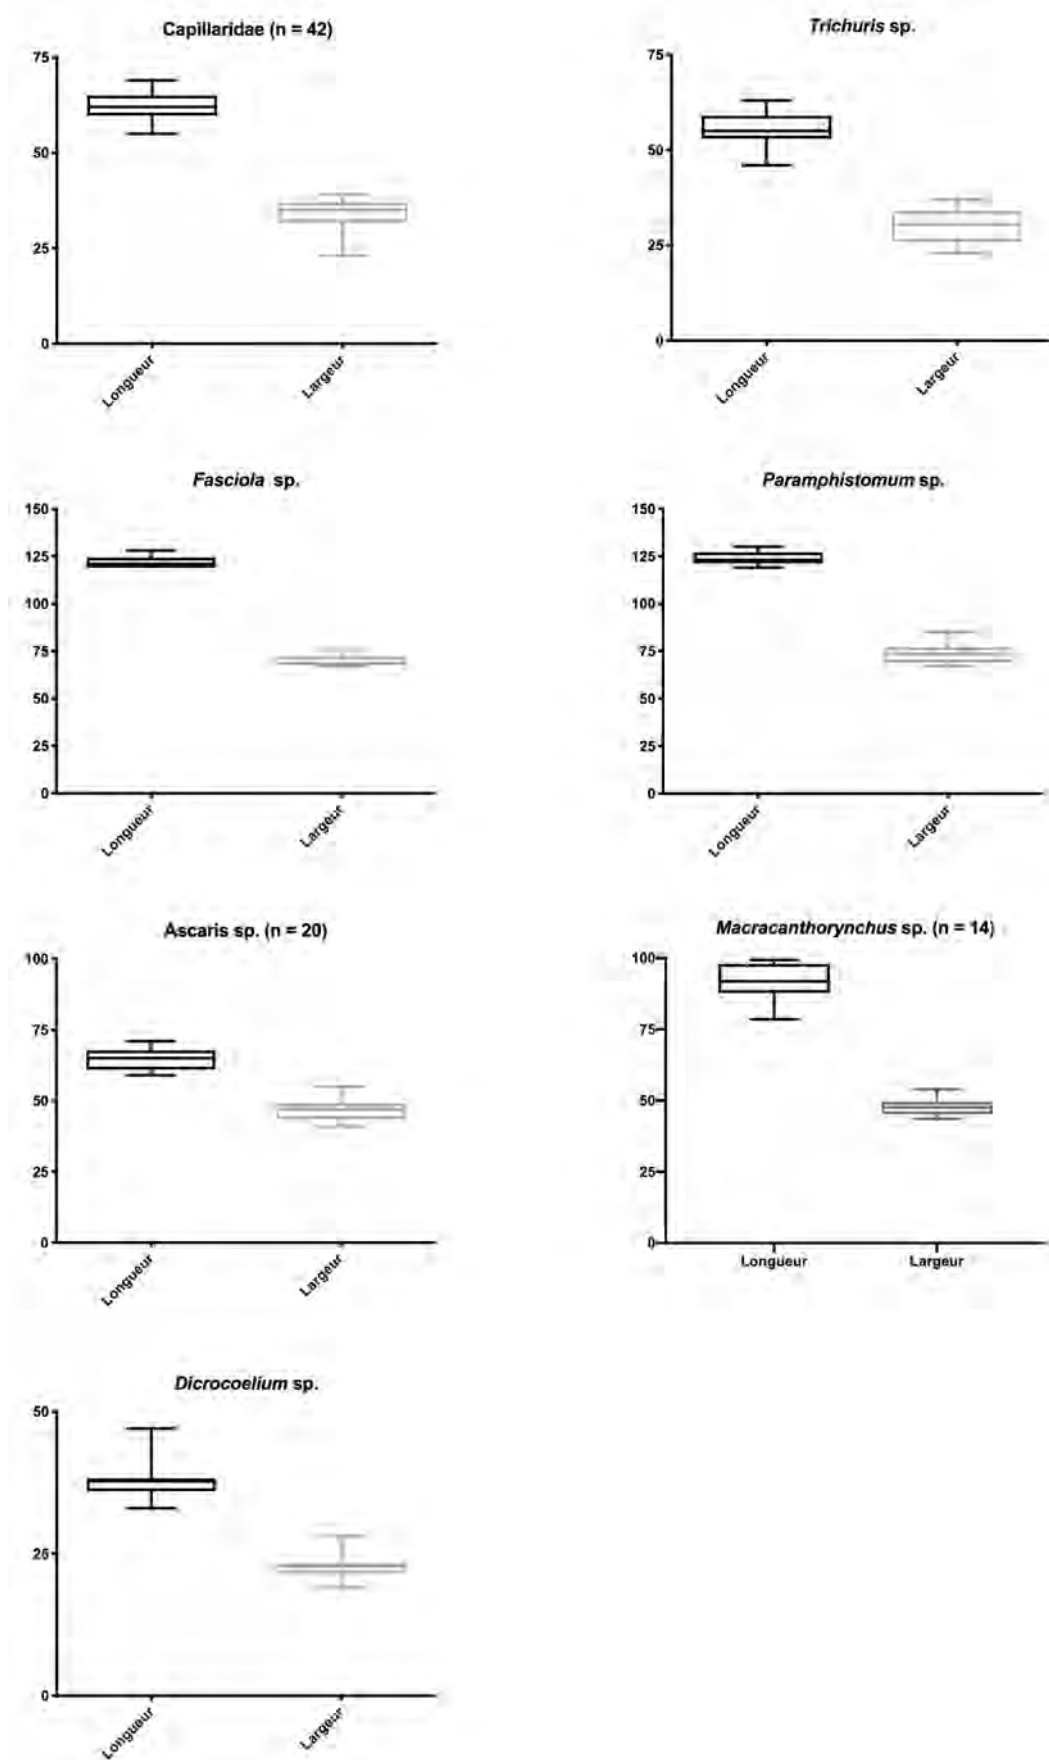 Capillaridae (n = 42)
75
50
25
0
Longueur
Largeur
Trichuris sp.
75
50
25
0
Longueur
Largeur
Fasciola sp.
150
125
100
75
50
25
0
Longueur
Largeur
Paramphistomum sp.
150
125
100
75
50
25
0
Longueur
Largeur
Ascaris sp. (n = 20)
100
75
50
25
0
Longueur
Largeur
Macracanthorynchus sp. (n = 14)
100
75
50
25
0
Longueur
Largeur
Dicrocoelium sp.
50
25
0
Longueur
Largeur